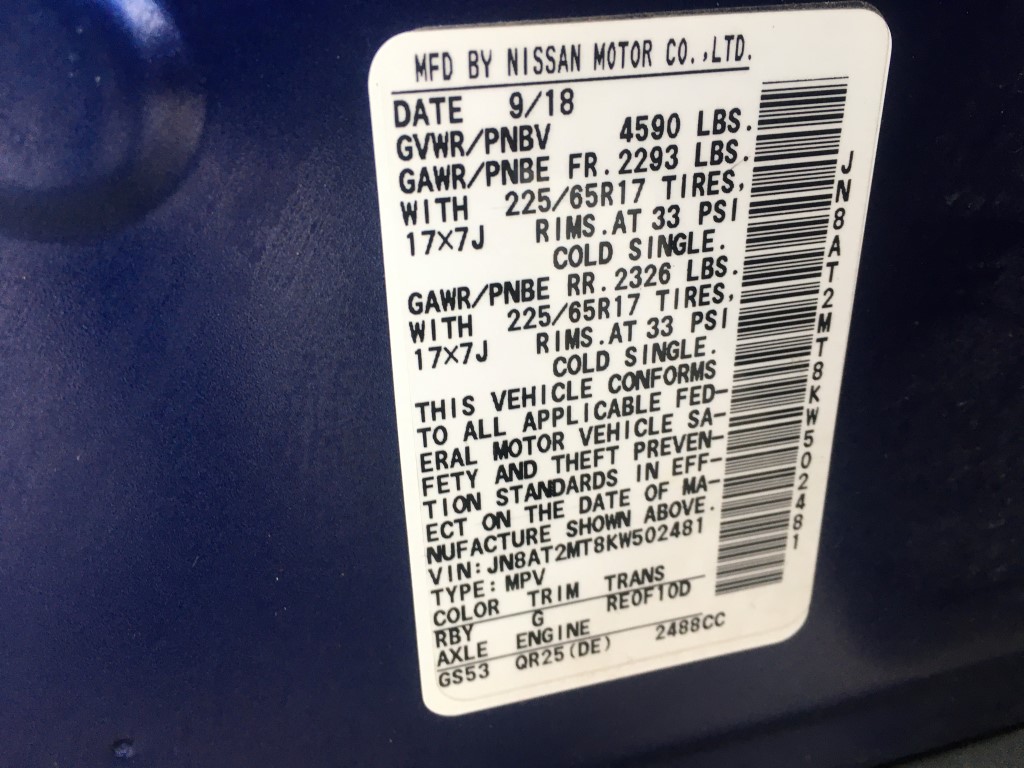 MFD BY NISSAN MOTOR CO.,LTD.
DATE 9/18
GVWR/PNBV 4590 LBS.
GAWR/PNBE FR. 2293 LBS.
WITH 225/65R17 TIRES,
17×7J RIMS.AT 33 PSI
COLD SINGLE.
GAWR/PNBE RR. 2326 LBS.
WITH 225/65R17 TIRES,
17×7J RIMS.AT 33 PSI
COLD SINGLE.
THIS VEHICLE CONFORMS
TO ALL APPLICABLE FED-
ERAL MOTOR VEHICLE SA-
FETY AND THEFT PREVEN-
TION STANDARDS IN EFF-
ECT ON THE DATE OF MA-
NUFACTURE SHOWN ABOVE.
VIN:JN8AT2MT8KW502481
TYPE:MPV
COLOR TRIM TRANS
RBY G RE0F10D
AXLE ENGINE
GS53 QR25(DE) 2488CC
JN8AT2MT8KW502481